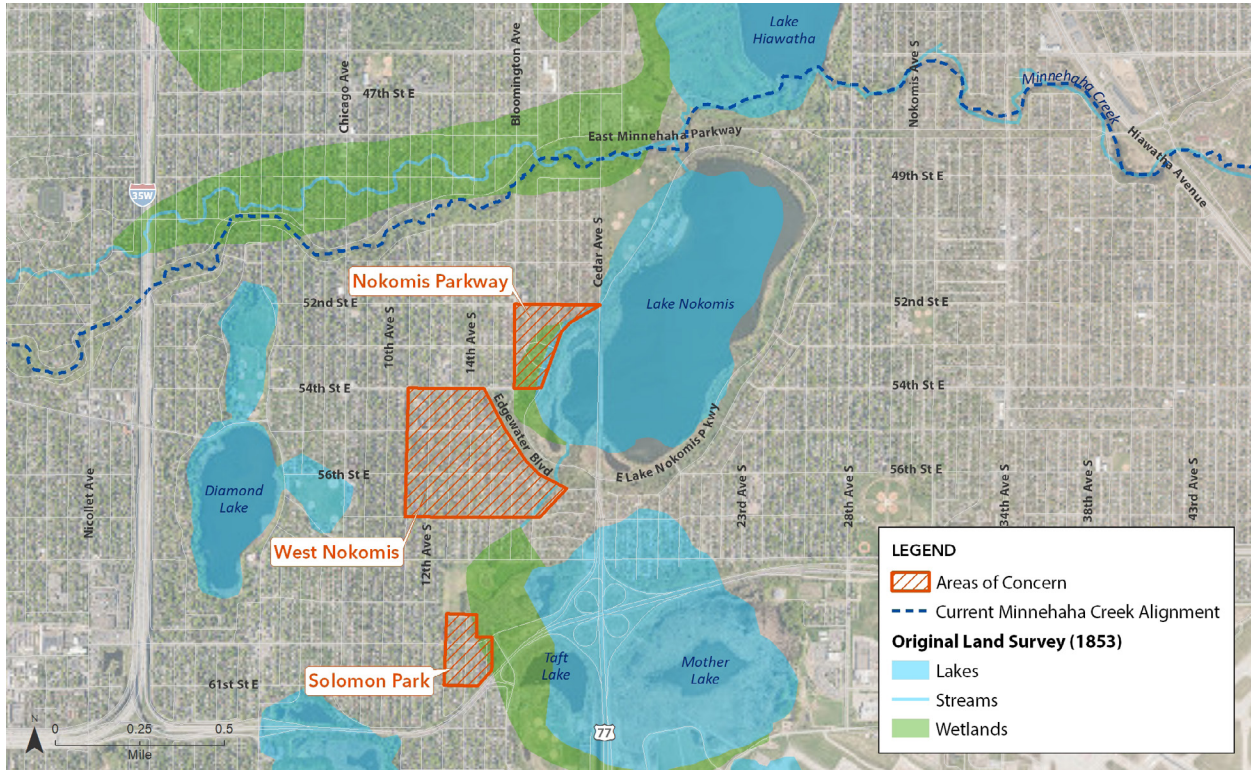 Lake
Hiawatha
Chicago Ave
47th St E
Bloomington Ave
Nokomis Ave S
Minnehaha Creek
East Minnehaha Parkway
Hiawatha Avenue
49th St E
35W
Cedar Ave S
Nokomis Parkway
52nd St E
Lake Nokomis
52nd St E
10th Ave S
14th Ave S
54th St E
54th St E
Edgewater Blvd
E Lake Nokomis Pkwy
56th St E
56th St E
Diamond
Lake
Nicollet Ave
23rd Ave S
28th Ave S
34th Ave S
38th Ave S
43rd Ave S
West Nokomis
12th Ave S
Solomon Park
61st St E
Taft
Lake
Mother
Lake
77
N
0 0.25 0.5
Mile
LEGEND
Areas of Concern
Current Minnehaha Creek Alignment
Original Land Survey (1853)
Lakes
Streams
Wetlands